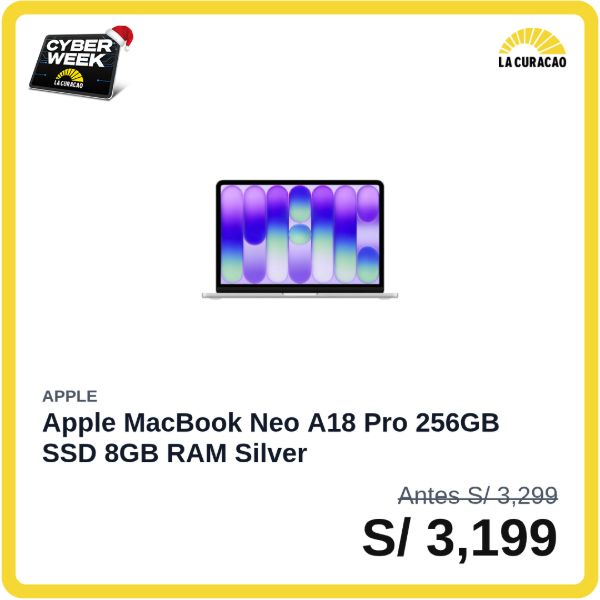 CYBER
WEEK
LA CURACAO
LA CURACAO
APPLE
Apple MacBook Neo A18 Pro 256GB
SSD 8GB RAM Silver
Antes S/ 3,299
S/ 3,199